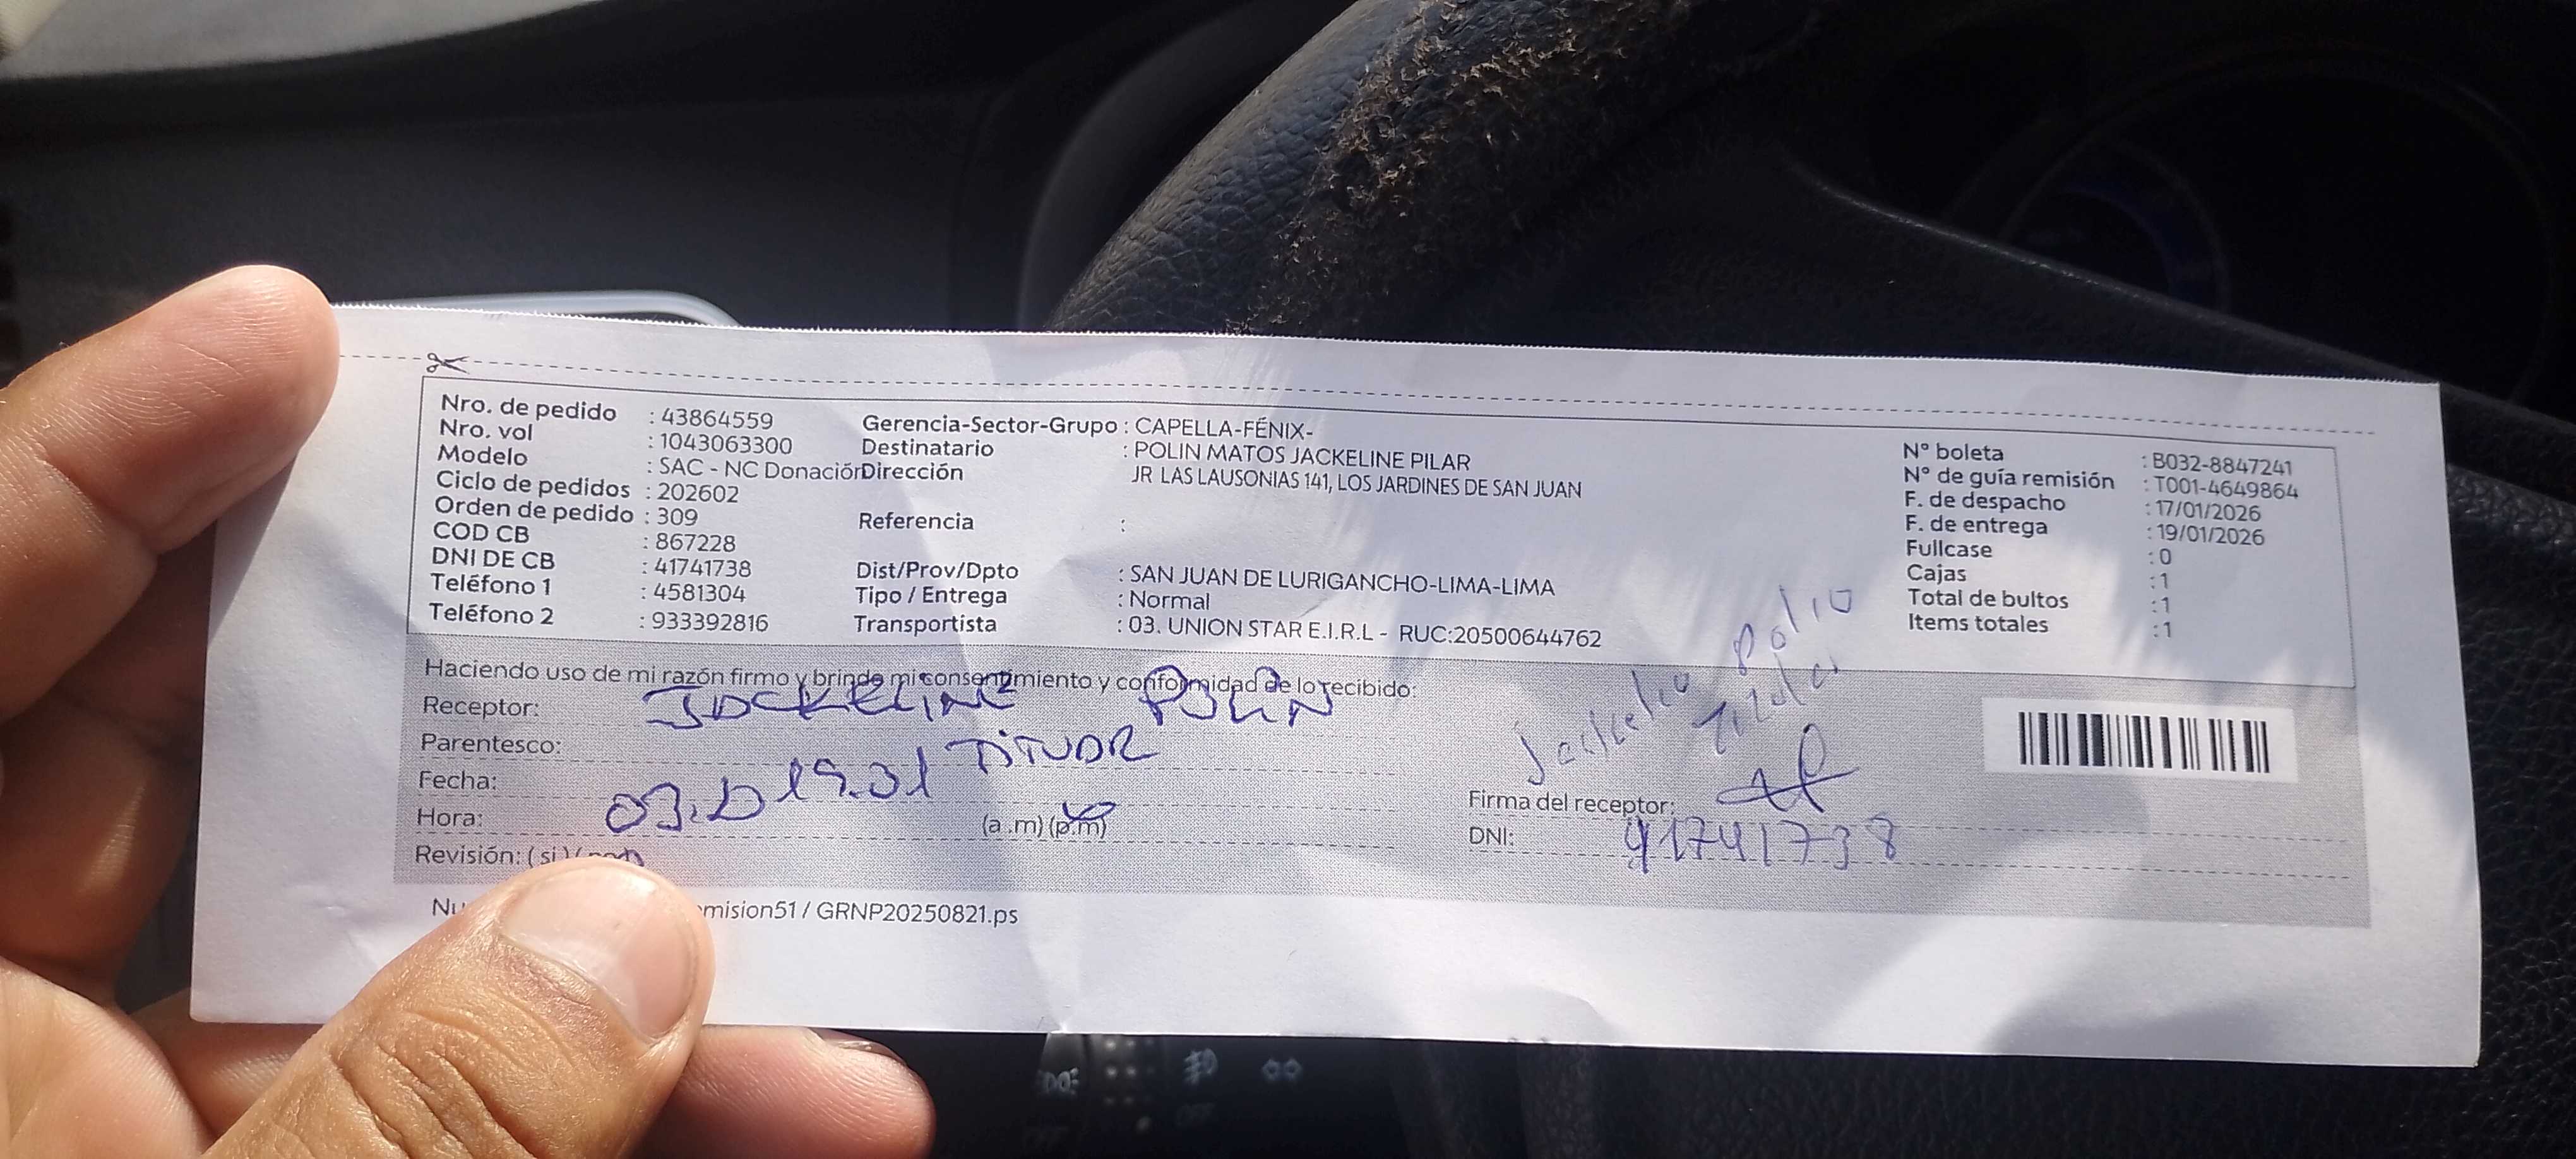 Nro. de pedido : 43864559
Nro. vol : 1043063300
Modelo : SAC - NC Donación
Ciclo de pedidos : 202602
Orden de pedido : 309
COD CB : 867228
DNI DE CB : 41741738
Teléfono 1 : 4581304
Teléfono 2 : 933392816
Gerencia-Sector-Grupo : CAPELLA-FÉNIX-
Destinatario : POLIN MATOS JACKELINE PILAR
Dirección JR LAS LAUSONIAS 141, LOS JARDINES DE SAN JUAN
Referencia :
Dist/Prov/Dpto : SAN JUAN DE LURIGANCHO-LIMA-LIMA
Tipo / Entrega : Normal
Transportista : 03. UNION STAR E.I.R.L - RUC:20500644762
N° boleta : B032-8847241
N° de guía remisión : T001-4649864
F. de despacho : 17/01/2026
F. de entrega : 19/01/2026
Fullcase : 0
Cajas : 1
Total de bultos : 1
Items totales : 1
Haciendo uso de mi razón firmo y brindo mi consentimiento y conformidad de lo recibido:
Receptor: JACKELINE POLIN
Parentesco: TiTUAR
Fecha: 19.01
Hora: (a.m) (p.m)
Revisión: ( si )
Firma del receptor:
DNI: 41741738
mision51 / GRNP20250821.ps